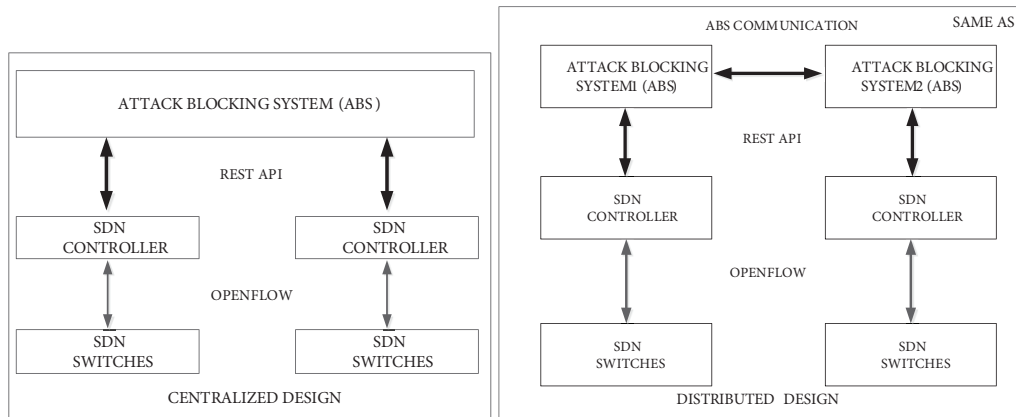 ATTACK BLOCKING SYSTEM (ABS )
REST API
SDN
CONTROLLER
SDN
CONTROLLER
OPENFLOW
SDN
SWITCHES
SDN
SWITCHES
CENTRALIZED DESIGN
ABS COMMUNICATION
SAME AS
ATTACK BLOCKING
SYSTEM1 (ABS)
ATTACK BLOCKING
SYSTEM2 (ABS)
REST API
SDN
CONTROLLER
SDN
CONTROLLER
OPENFLOW
SDN
SWITCHES
SDN
SWITCHES
DISTRIBUTED DESIGN